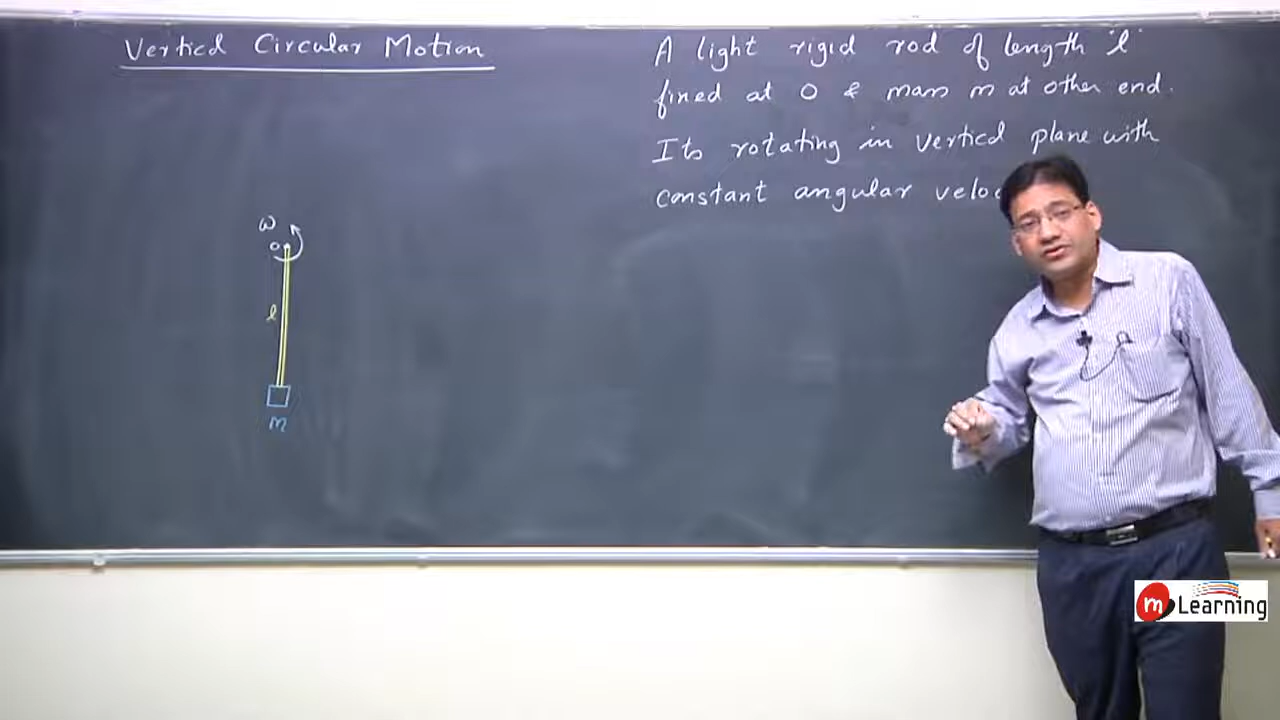 Vertical Circular Motion
A light rigid rod of length 'l'
fixed at O & mass m at other end.
Its rotating in vertical plane with
constant angular
ω
O
l
m
m Learning